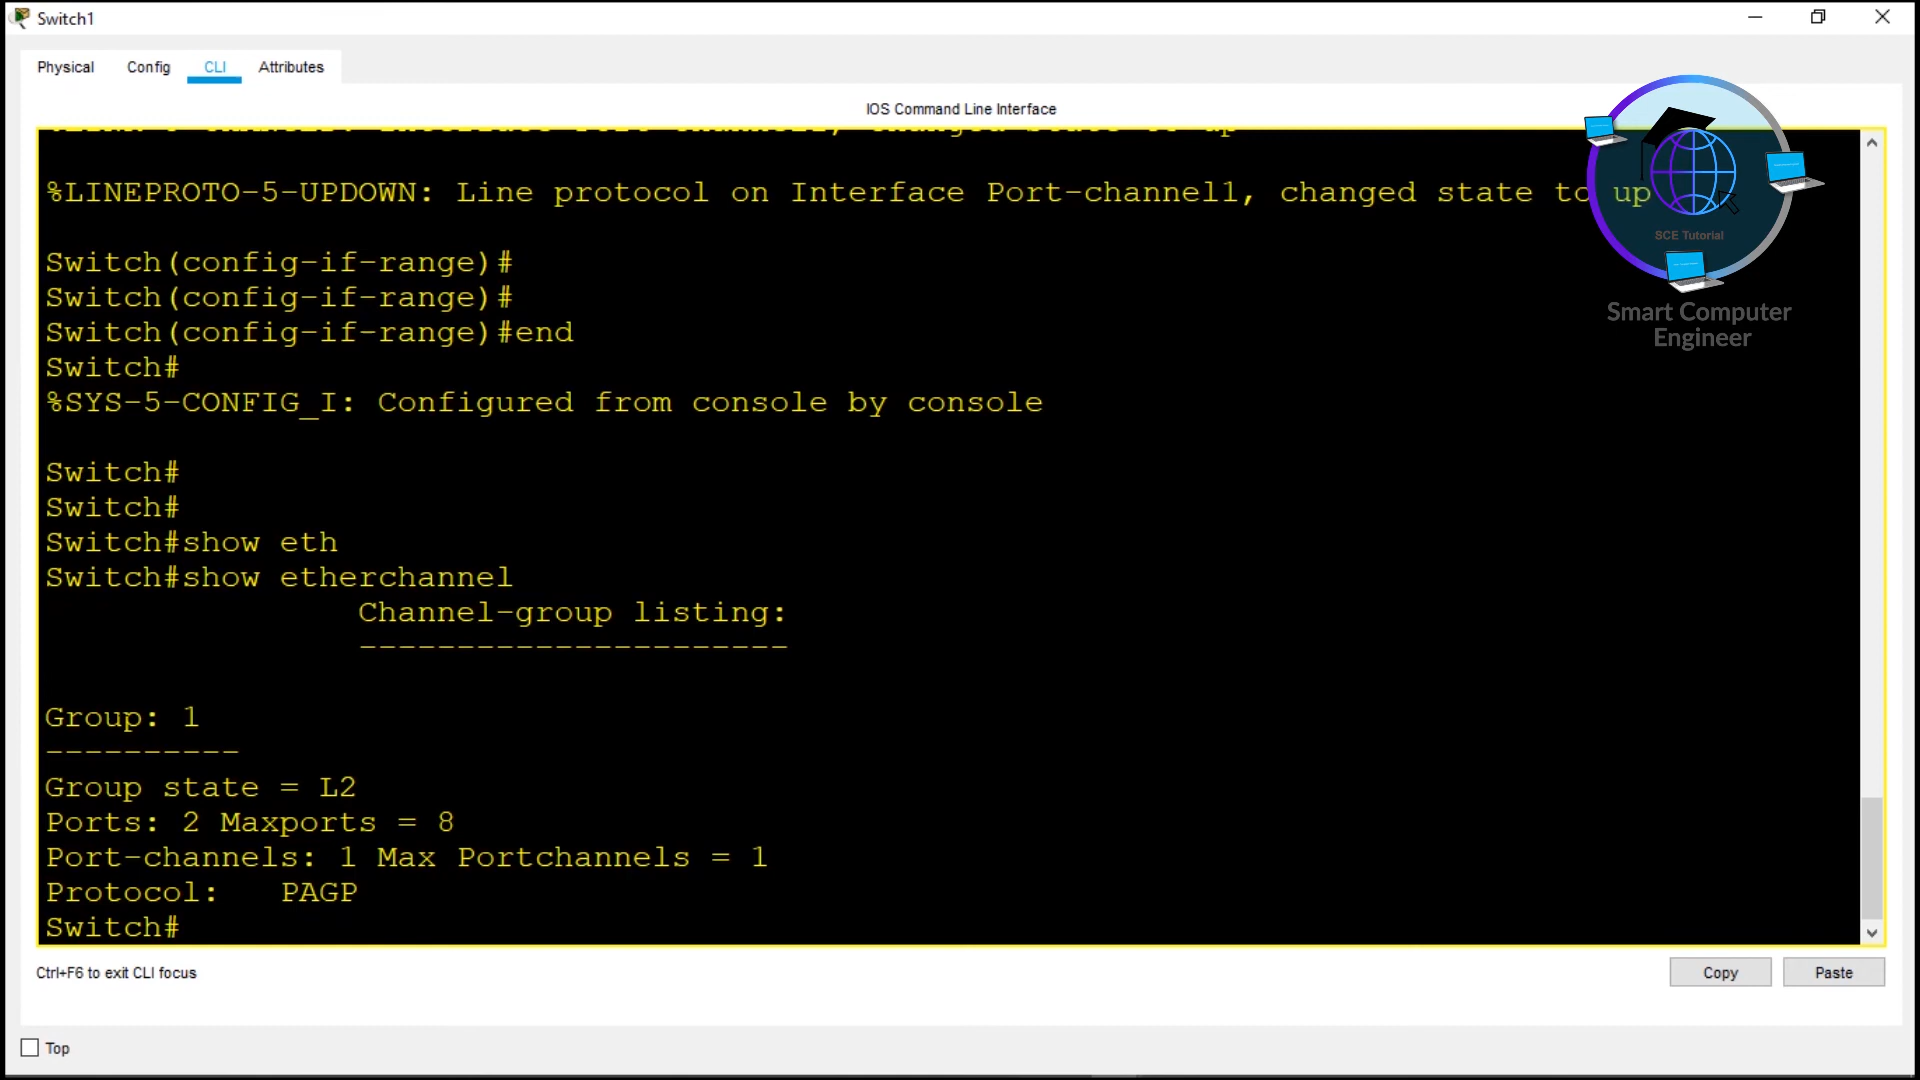 Switch1
Physical Config CLI Attributes
IOS Command Line Interface
%LINEPROTO-5-UPDOWN: Line protocol on Interface Port-channel1, changed state to up
Switch(config-if-range)#
Switch(config-if-range)#
Switch(config-if-range)#end
Switch#
%SYS-5-CONFIG_I: Configured from console by console
Switch#
Switch#
Switch#show eth
Switch#show etherchannel
Channel-group listing:
----------------------
Group: 1
----------
Group state = L2
Ports: 2 Maxports = 8
Port-channels: 1 Max Portchannels = 1
Protocol: PAGP
Switch#
SCE Tutorial
Smart Computer
Engineer
Ctrl+F6 to exit CLI focus
Copy Paste
Top